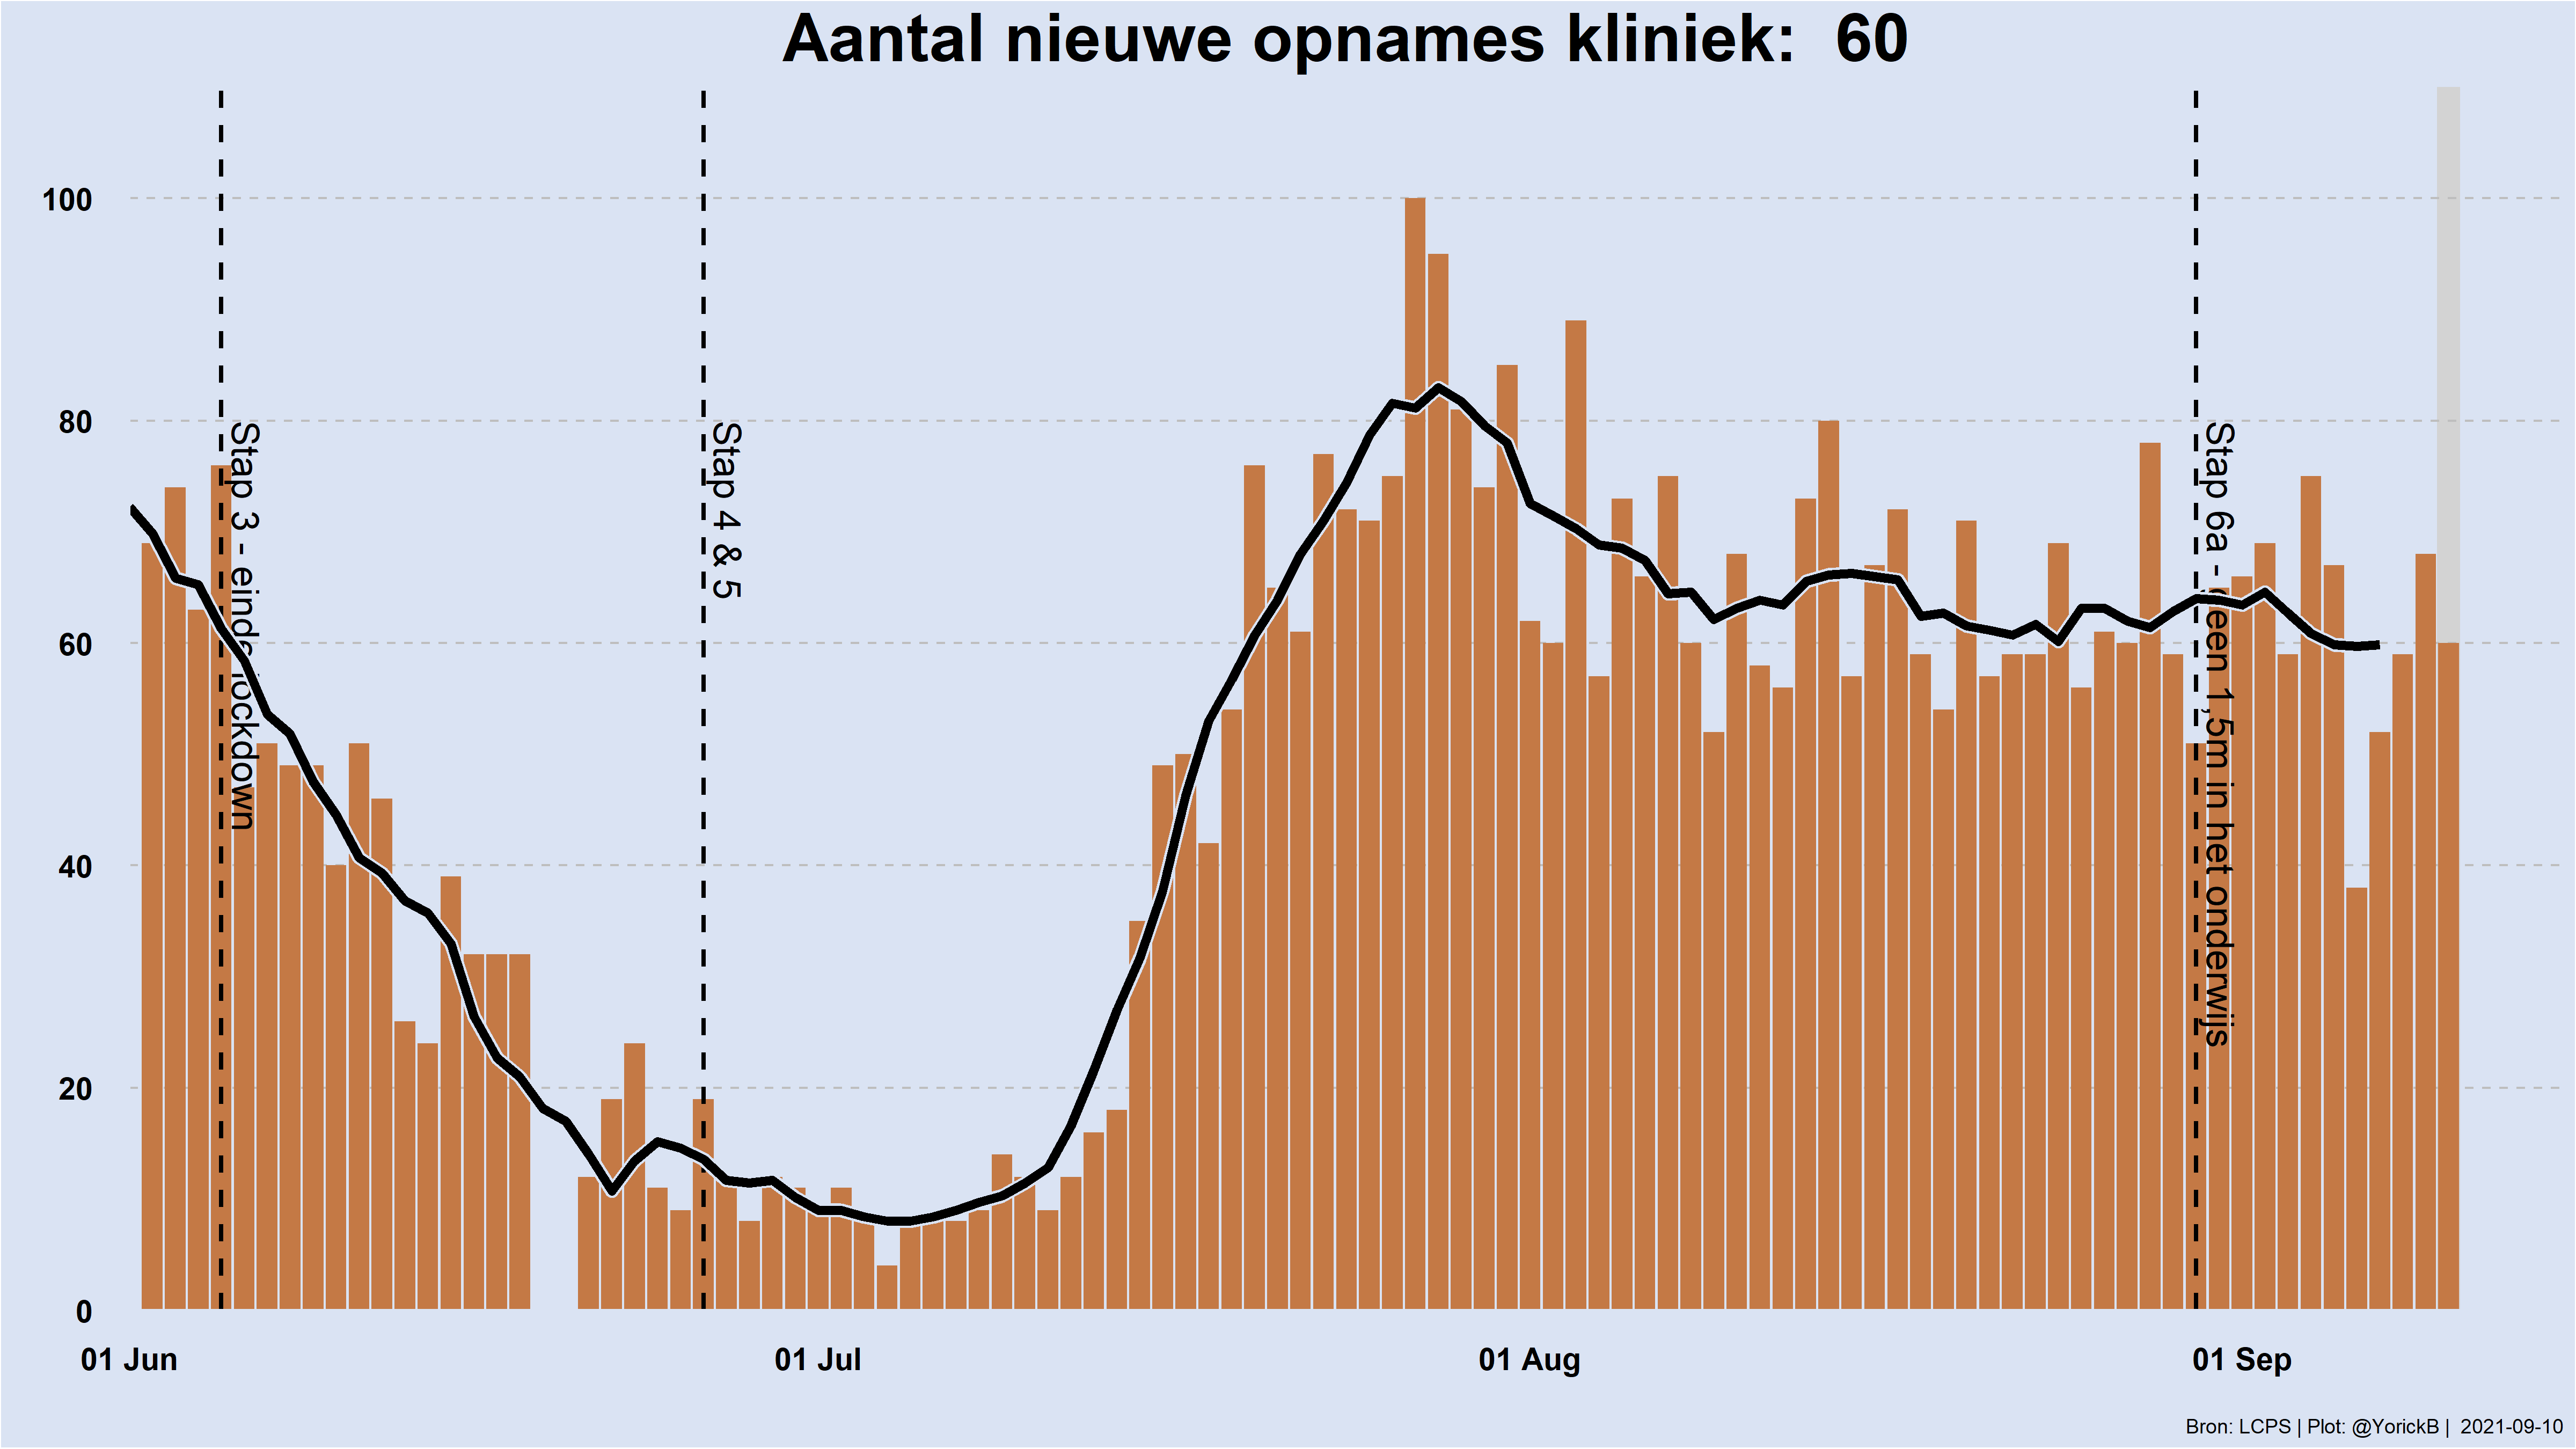 Aantal nieuwe opnames kliniek:  60
100
80
60
40
20
0
Stap 3 - einde lockdown
Stap 4 & 5
Stap 6a - geen 1,5m in het onderwijs
01 Jun
01 Jul
01 Aug
01 Sep
Bron: LCPS | Plot: @YorickB |  2021-09-10